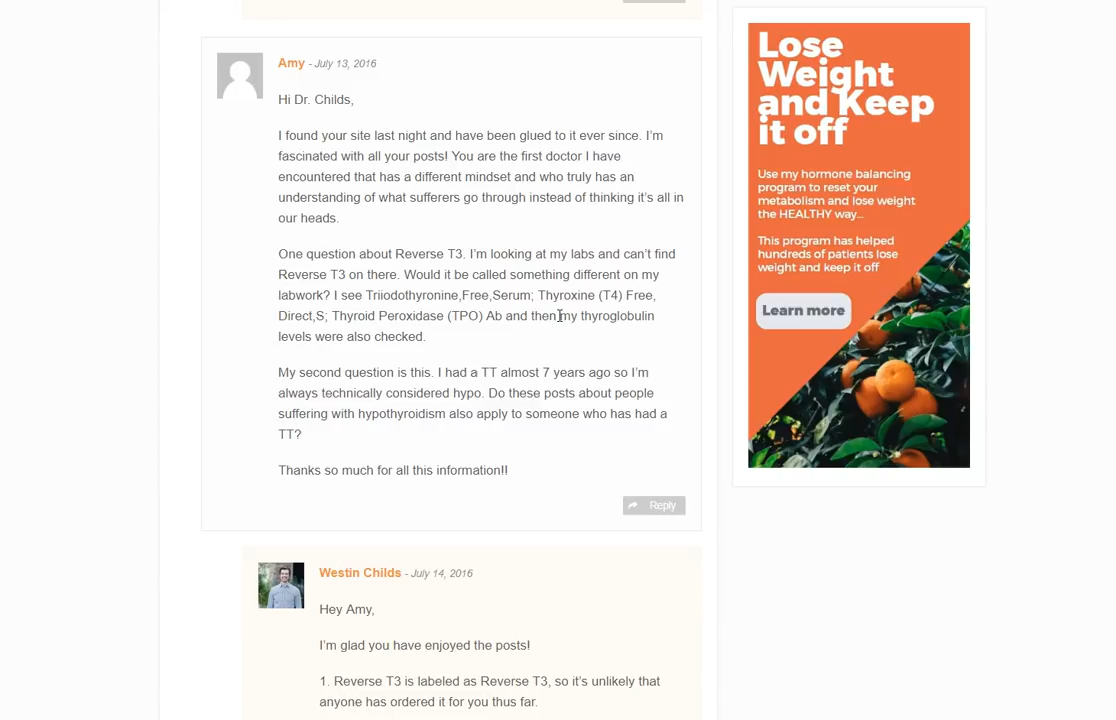 Amy - July 13, 2016
Hi Dr. Childs,
I found your site last night and have been glued to it ever since. I'm
fascinated with all your posts! You are the first doctor I have
encountered that has a different mindset and who truly has an
understanding of what sufferers go through instead of thinking it's all in
our heads.
One question about Reverse T3. I'm looking at my labs and can't find
Reverse T3 on there. Would it be called something different on my
labwork? I see Triiodothyronine,Free,Serum; Thyroxine (T4) Free,
Direct,S; Thyroid Peroxidase (TPO) Ab and then my thyroglobulin
levels were also checked.
My second question is this. I had a TT almost 7 years ago so I'm
always technically considered hypo. Do these posts about people
suffering with hypothyroidism also apply to someone who has had a
TT?
Thanks so much for all this information!!
Reply
Westin Childs - July 14, 2016
Hey Amy,
I'm glad you have enjoyed the posts!
1. Reverse T3 is labeled as Reverse T3, so it's unlikely that
anyone has ordered it for you thus far.
Lose
Weight
and Keep
it off
Use my hormone balancing
program to reset your
metabolism and lose weight
the HEALTHY way...
This program has helped
hundreds of patients lose
weight and keep it off
Learn more